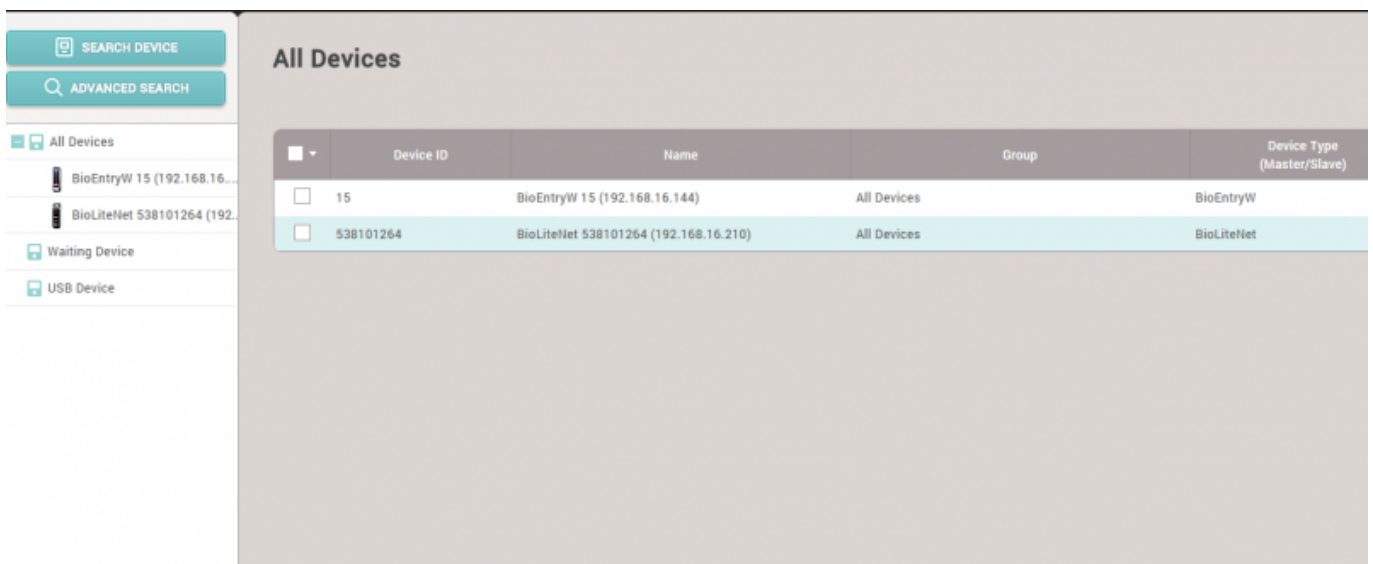 SEARCH DEVICE
ADVANCED SEARCH
All Devices
BioEntryW 15 (192.168.16....
BioLiteNet 538101264 (192..
Waiting Device
USB Device
All Devices
Device ID Name Group Device Type
(Master/Slave)
15 BioEntryW 15 (192.168.16.144) All Devices BioEntryW
538101264 BioLiteNet 538101264 (192.168.16.210) All Devices BioLiteNet